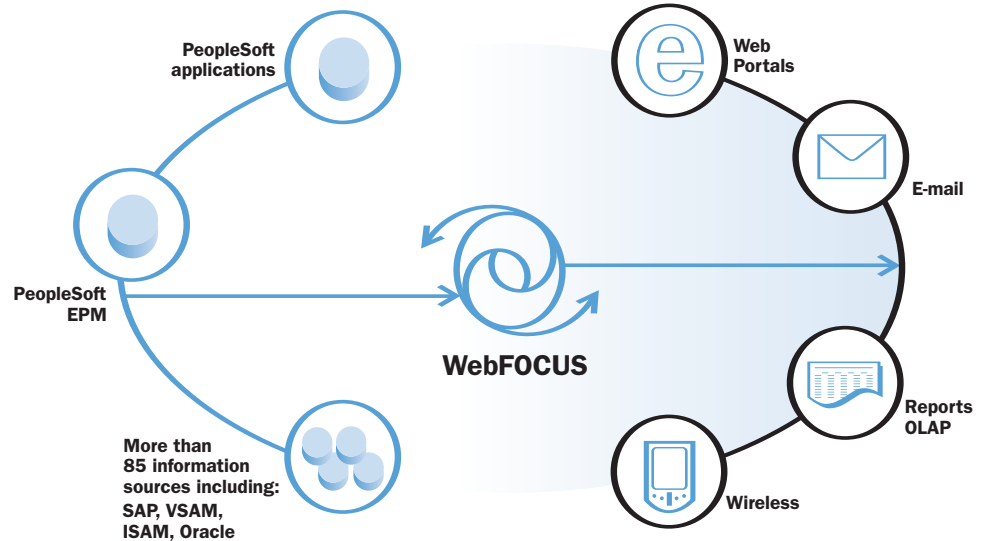 PeopleSoft
applications
PeopleSoft
EPM
More than
85 information
sources including:
SAP, VSAM,
ISAM, Oracle
WebFOCUS
e
Web
Portals
E-mail
Reports
OLAP
Wireless